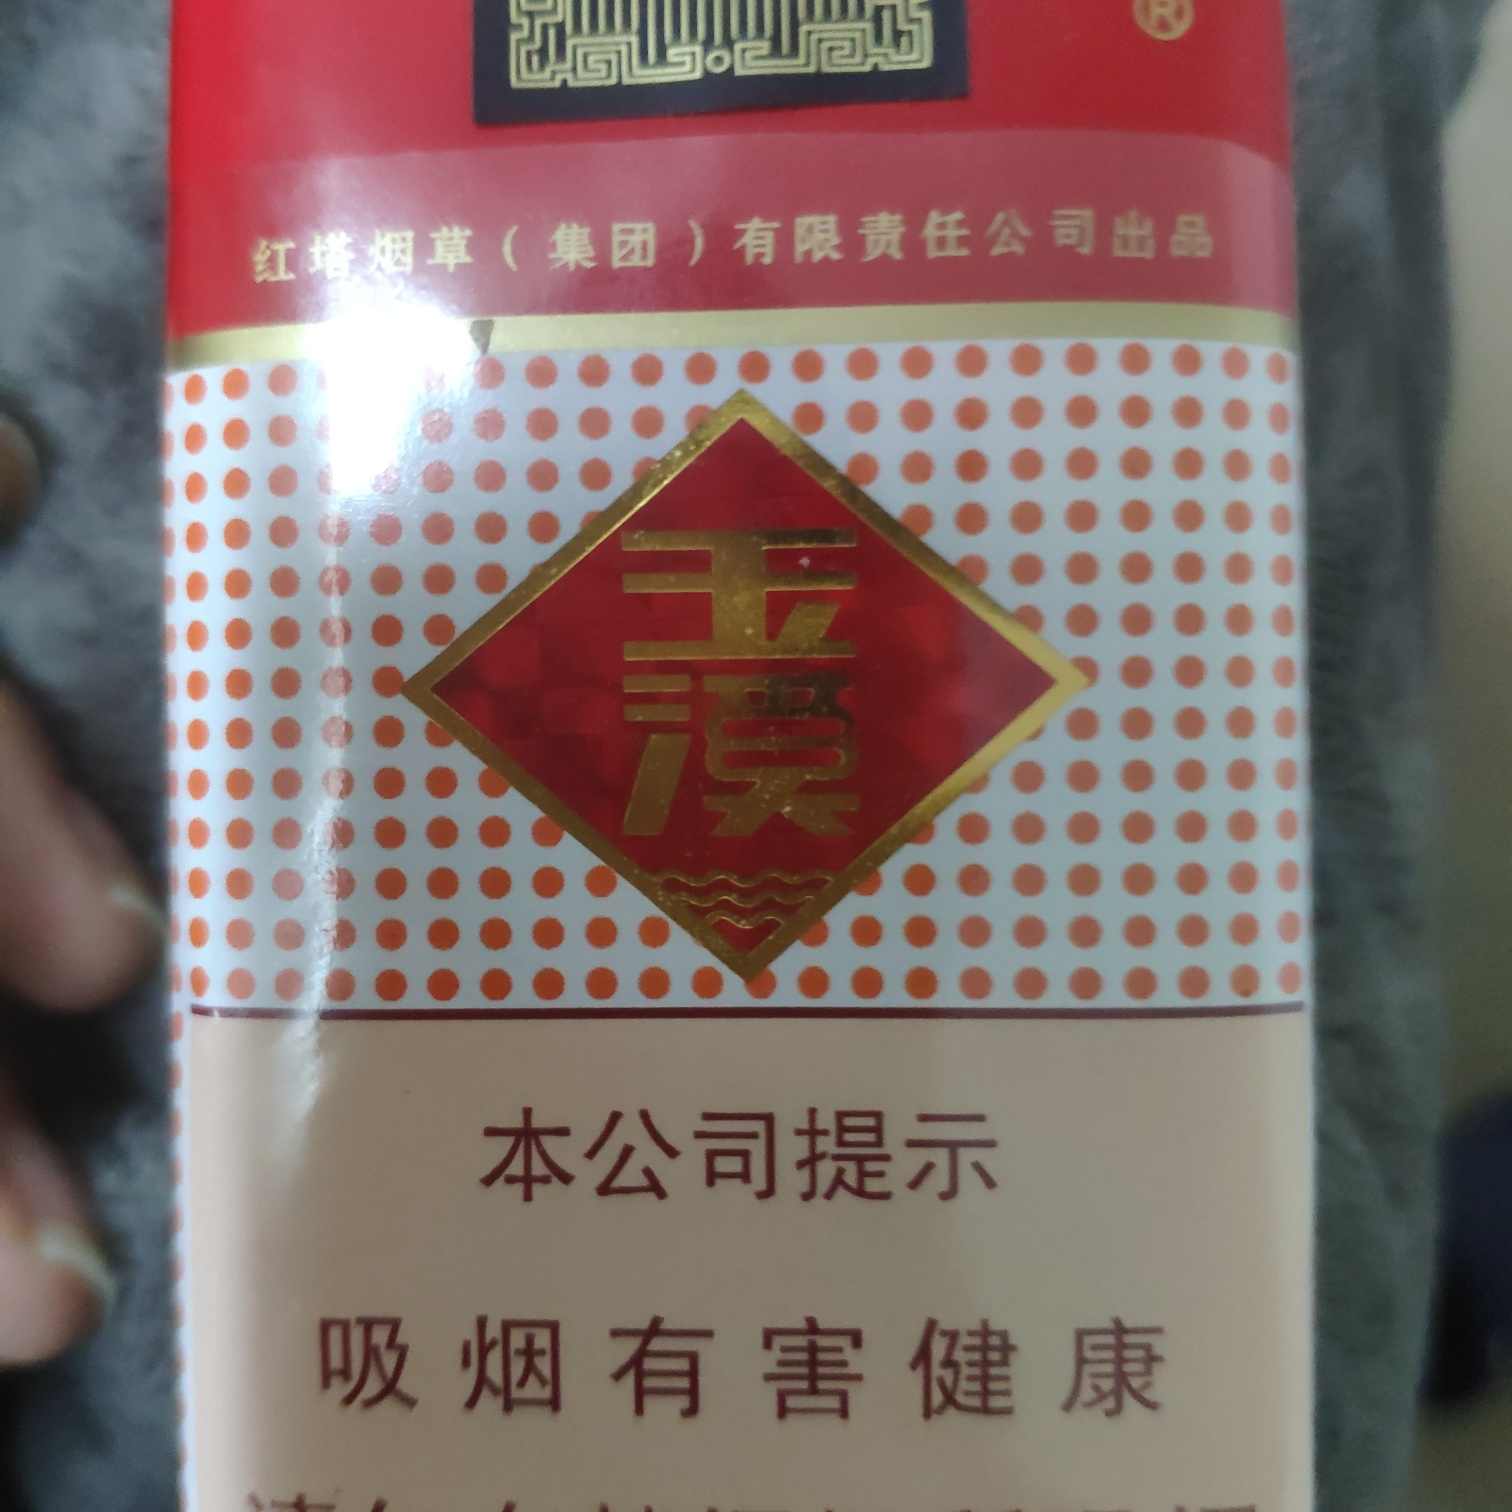 ®
红塔烟草(集团)有限责任公司出品
玉
溪
本公司提示
吸烟有害健康